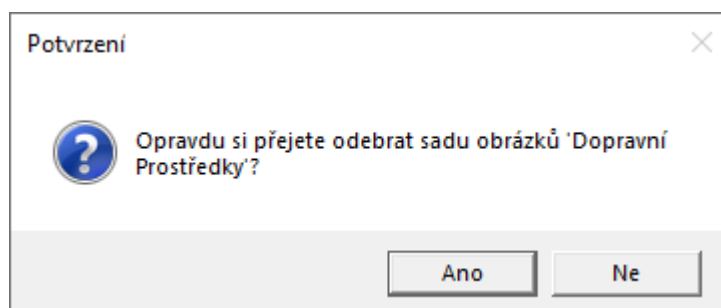 Potvrzení
Opravdu si přejete odebrat sadu obrázků 'Dopravní
Prostředky'?
Ano
Ne